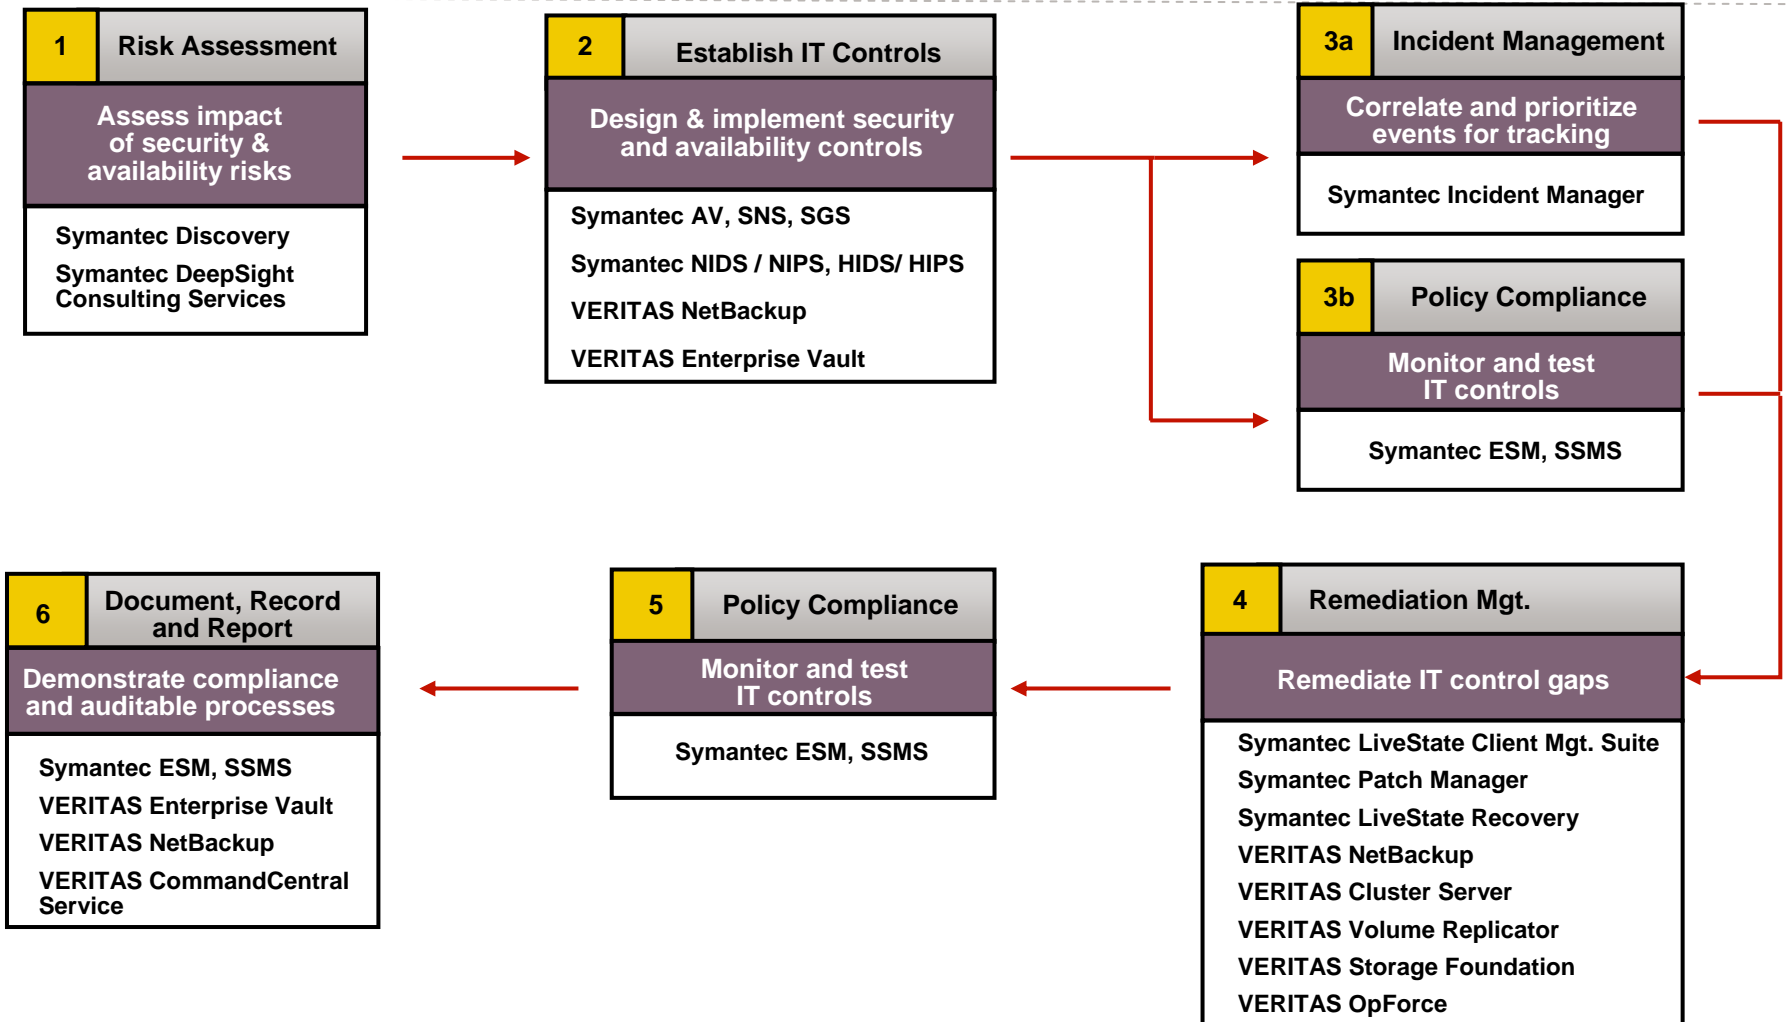 1
Risk Assessment
Assess impact
of security &
availability risks
Symantec Discovery
Symantec DeepSight
Consulting Services
2
Establish IT Controls
Design & implement security
and availability controls
Symantec AV, SNS, SGS
Symantec NIDS / NIPS, HIDS/ HIPS
VERITAS NetBackup
VERITAS Enterprise Vault
3a
Incident Management
Correlate and prioritize
events for tracking
Symantec Incident Manager
3b
Policy Compliance
Monitor and test
IT controls
Symantec ESM, SSMS
4
Remediation Mgt.
Remediate IT control gaps
Symantec LiveState Client Mgt. Suite
Symantec Patch Manager
Symantec LiveState Recovery
VERITAS NetBackup
VERITAS Cluster Server
VERITAS Volume Replicator
VERITAS Storage Foundation
VERITAS OpForce
5
Policy Compliance
Monitor and test
IT controls
Symantec ESM, SSMS
6
Document, Record
and Report
Demonstrate compliance
and auditable processes
Symantec ESM, SSMS
VERITAS Enterprise Vault
VERITAS NetBackup
VERITAS CommandCentral
Service